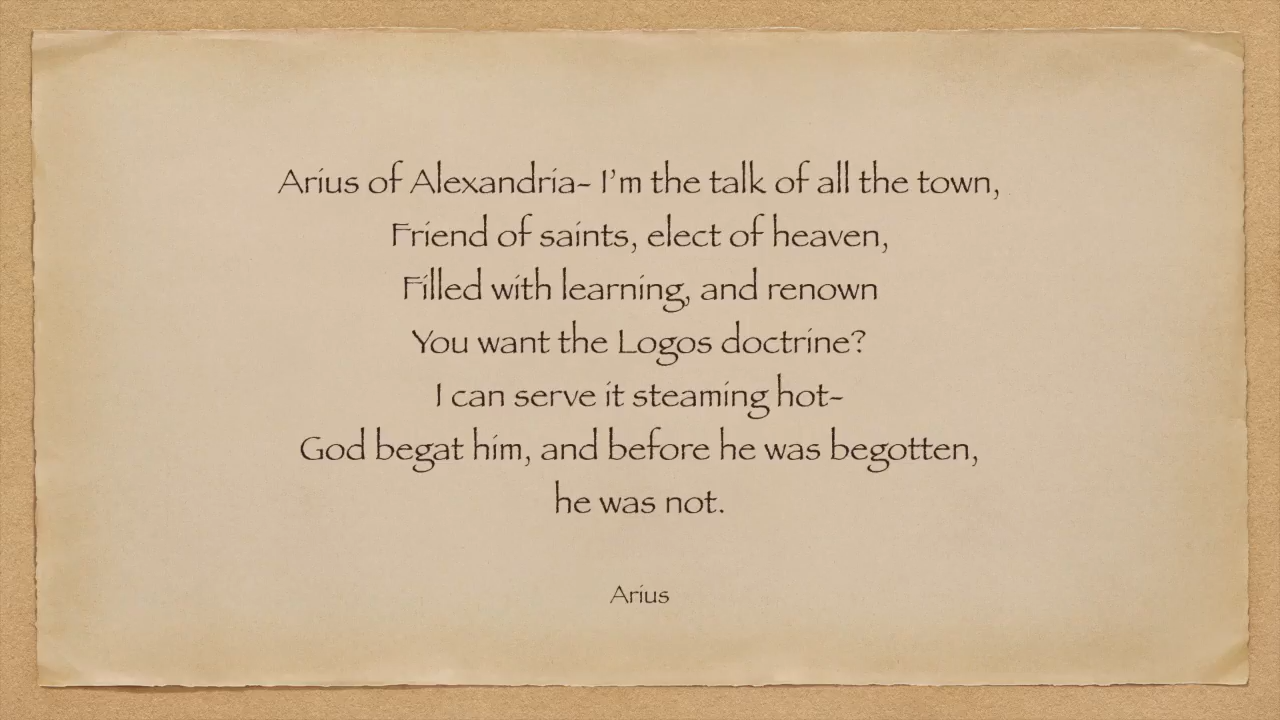 Arius of Alexandria- I'm the talk of all the town,
Friend of saints, elect of heaven,
Filled with learning, and renown
You want the Logos doctrine?
I can serve it steaming hot-
God begat him, and before he was begotten,
he was not.
Arius